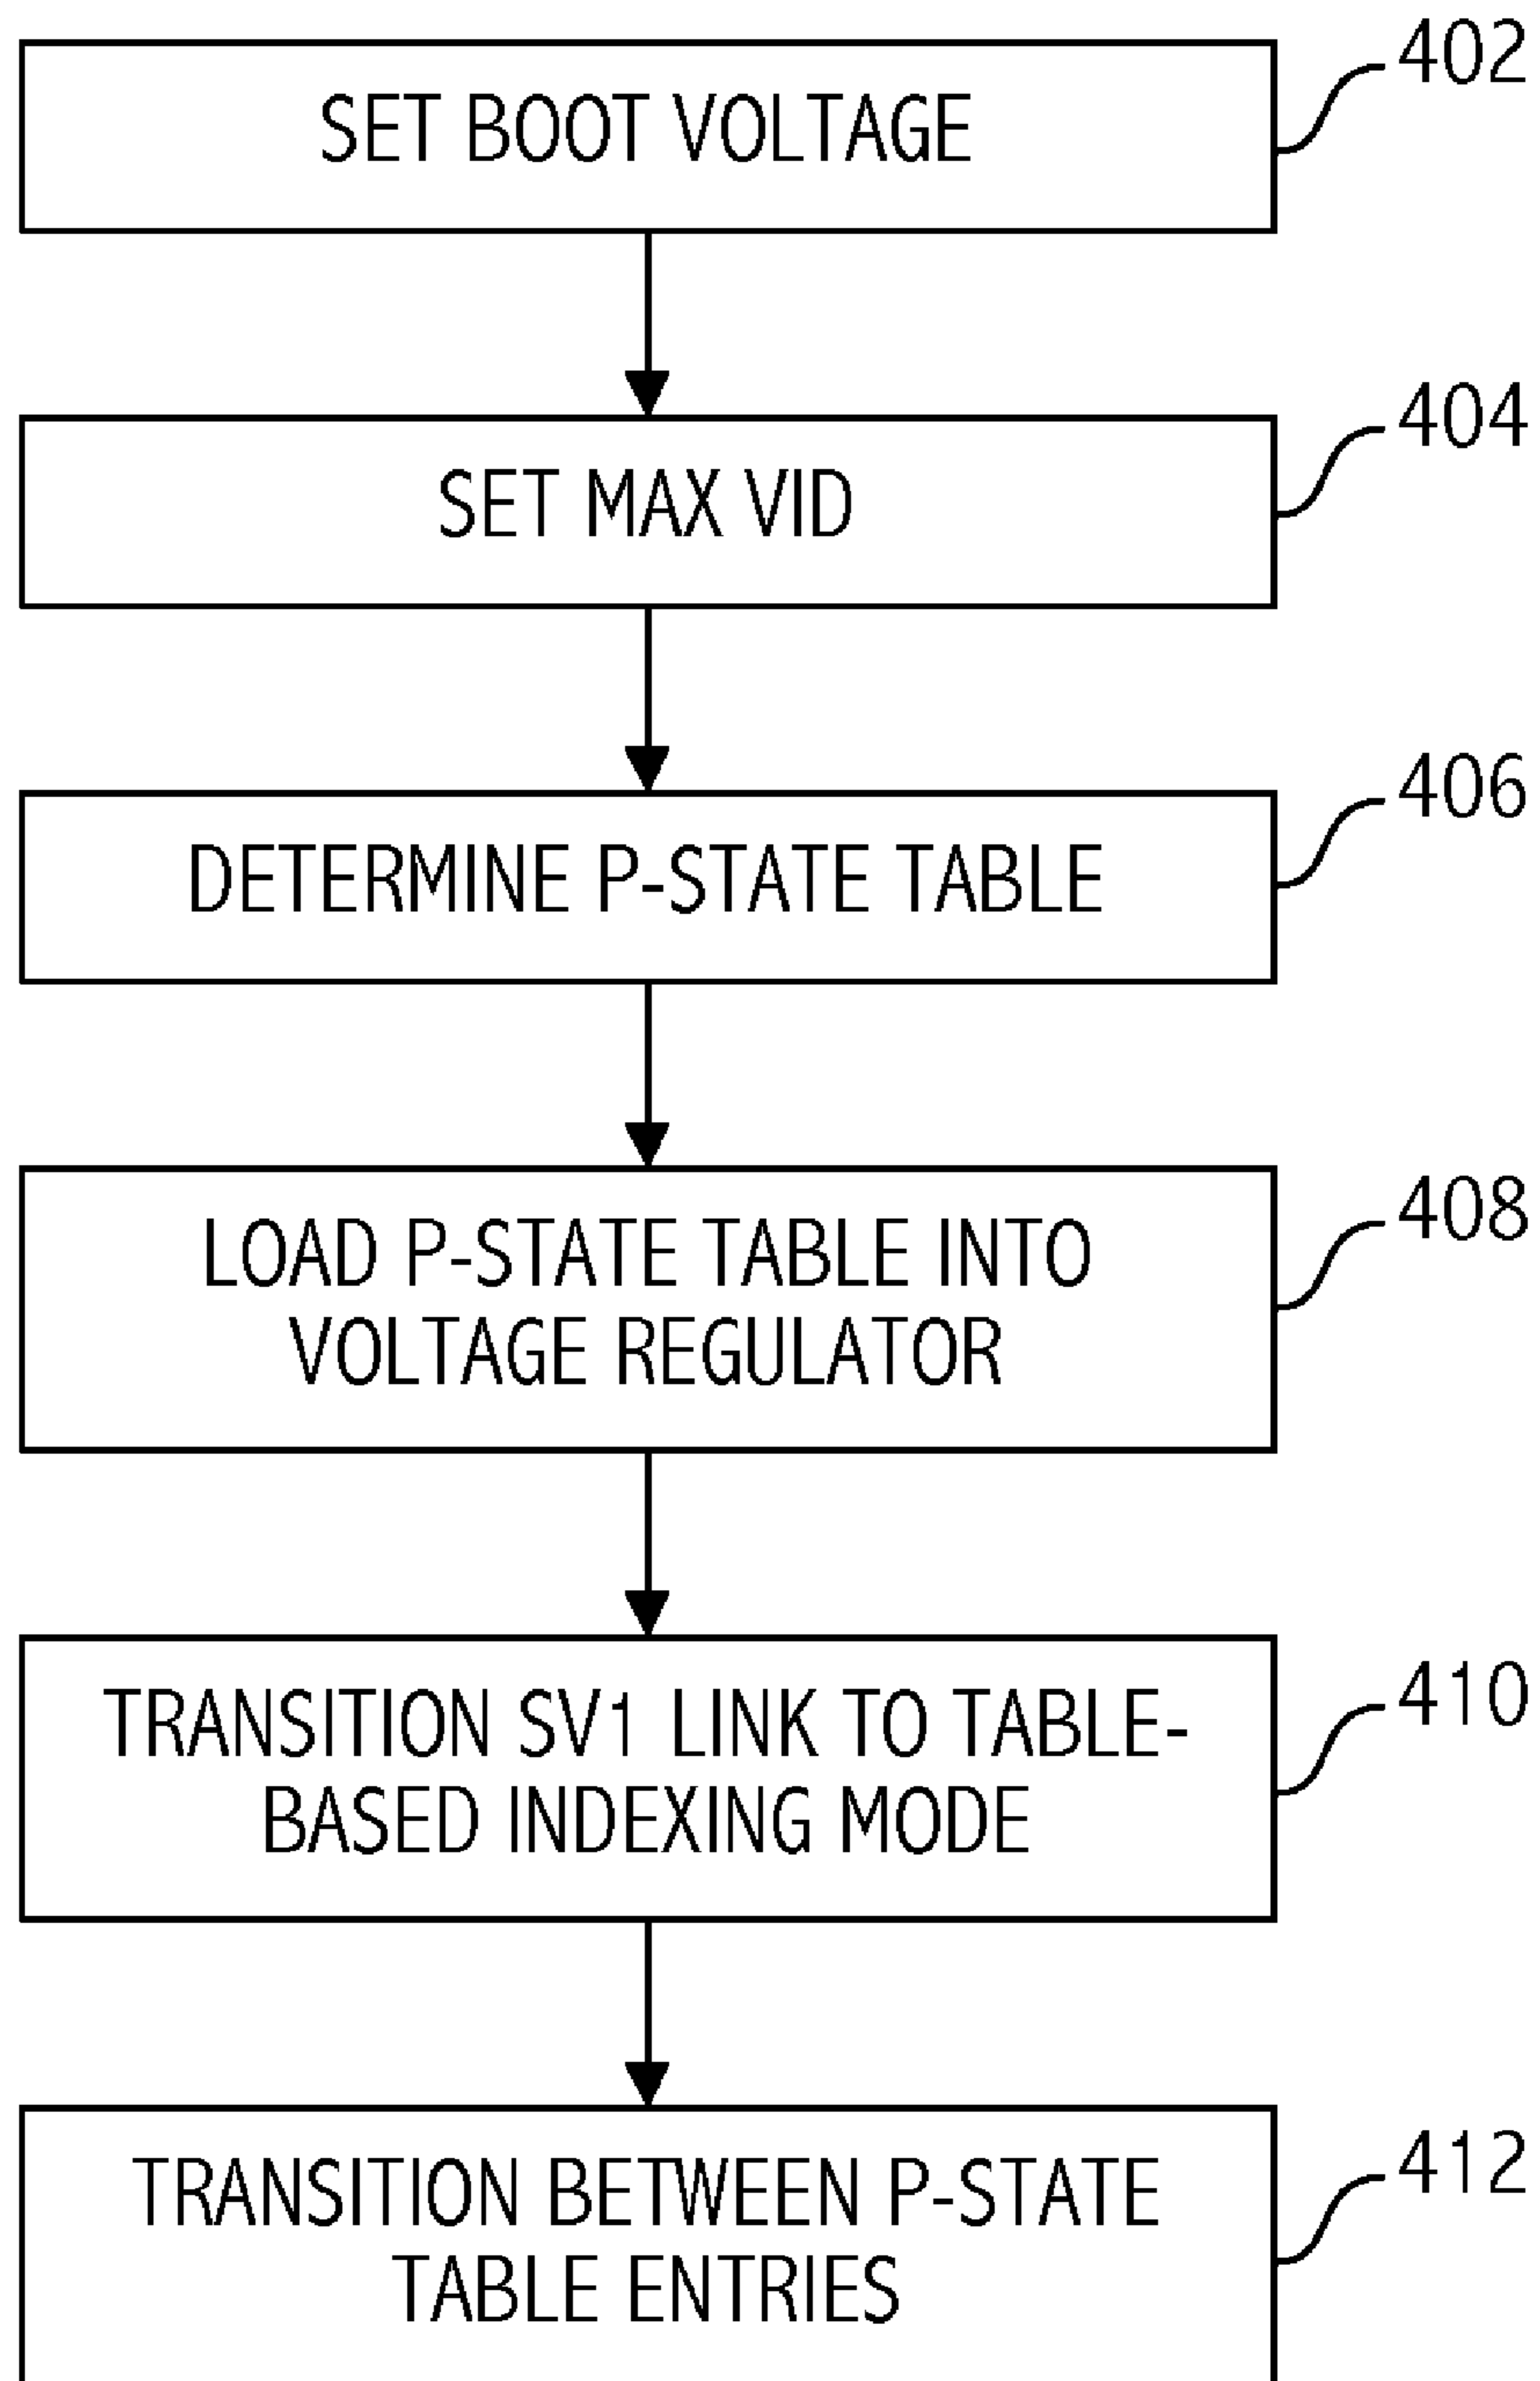 SET BOOT VOLTAGE
402
SET MAX VID
404
DETERMINE P-STATE TABLE
406
LOAD P-STATE TABLE INTO
VOLTAGE REGULATOR
408
TRANSITION SV1 LINK TO TABLE-
BASED INDEXING MODE
410
TRANSITION BETWEEN P-STATE
TABLE ENTRIES
412